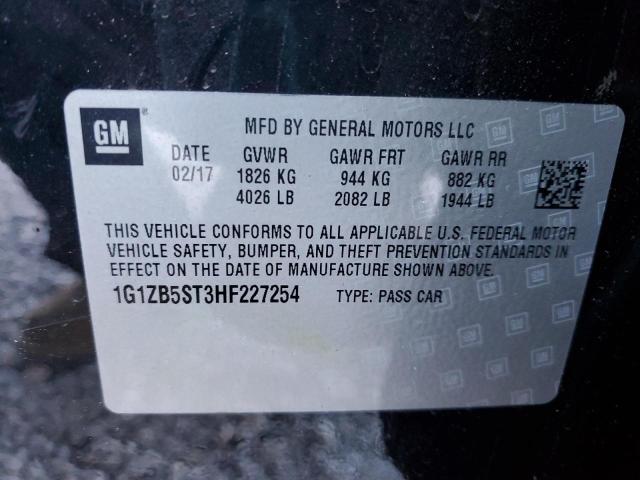 GM ®
MFD BY GENERAL MOTORS LLC
DATE GVWR GAWR FRT GAWR RR
02/17 1826 KG 944 KG 882 KG
4026 LB 2082 LB 1944 LB
THIS VEHICLE CONFORMS TO ALL APPLICABLE U.S. FEDERAL MOTOR
VEHICLE SAFETY, BUMPER, AND THEFT PREVENTION STANDARDS IN
EFFECT ON THE DATE OF MANUFACTURE SHOWN ABOVE.
1G1ZB5ST3HF227254 TYPE: PASS CAR